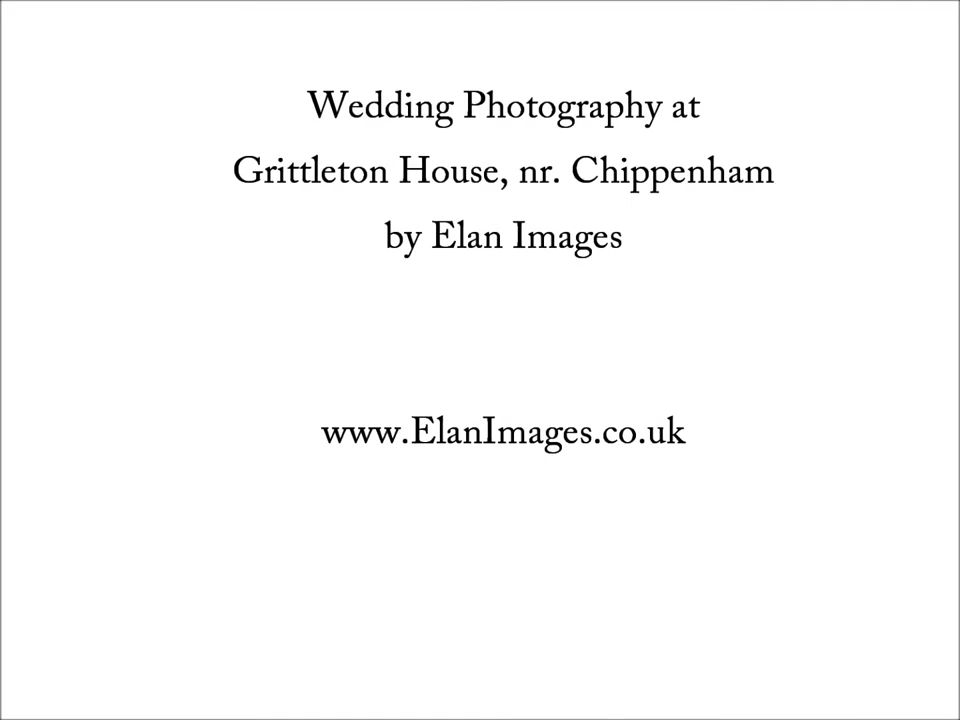 Wedding Photography at
Grittleton House, nr. Chippenham
by Elan Images
www.ElanImages.co.uk